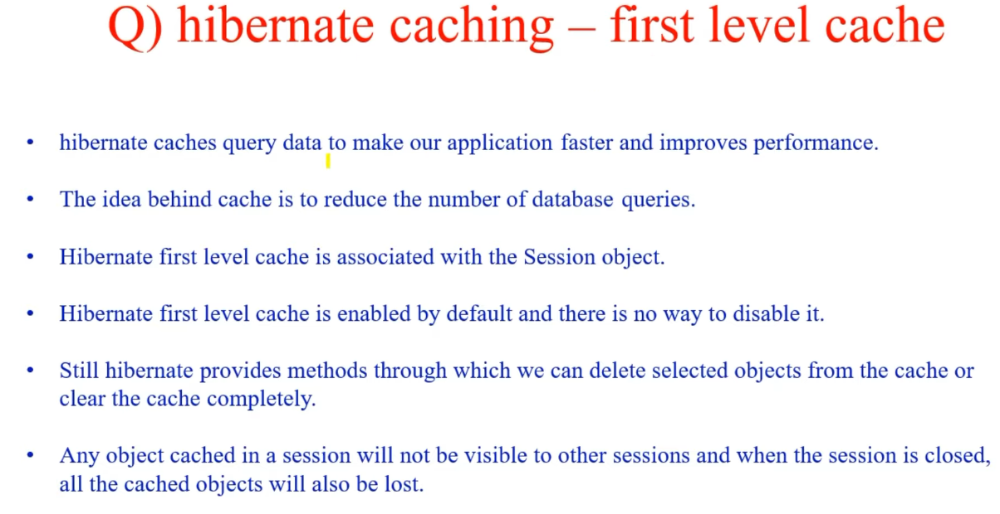 Q) hibernate caching – first level cache
• hibernate caches query data to make our application faster and improves performance.
• The idea behind cache is to reduce the number of database queries.
• Hibernate first level cache is associated with the Session object.
• Hibernate first level cache is enabled by default and there is no way to disable it.
• Still hibernate provides methods through which we can delete selected objects from the cache or
clear the cache completely.
• Any object cached in a session will not be visible to other sessions and when the session is closed,
all the cached objects will also be lost.